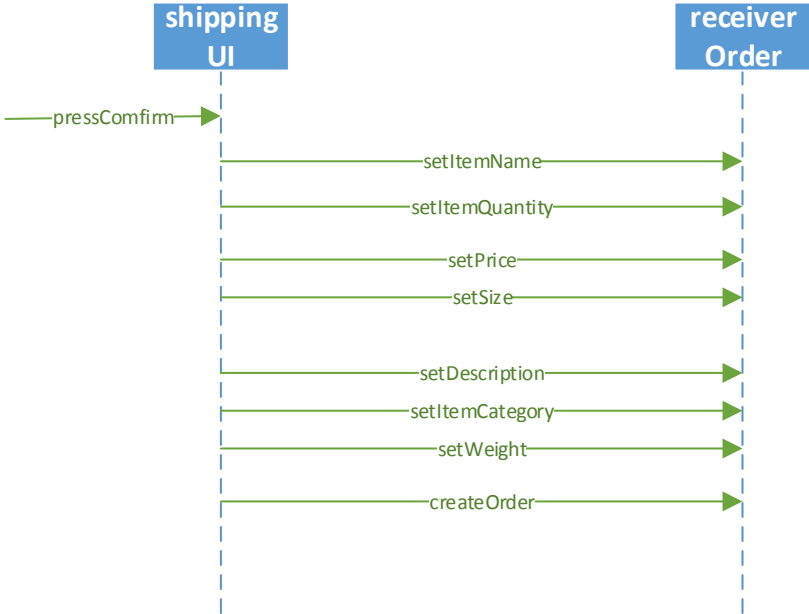 shipping
UI
receiver
Order
pressComfirm
setItemName
setItemQuantity
setPrice
setSize
setDescription
setItemCategory
setWeight
createOrder